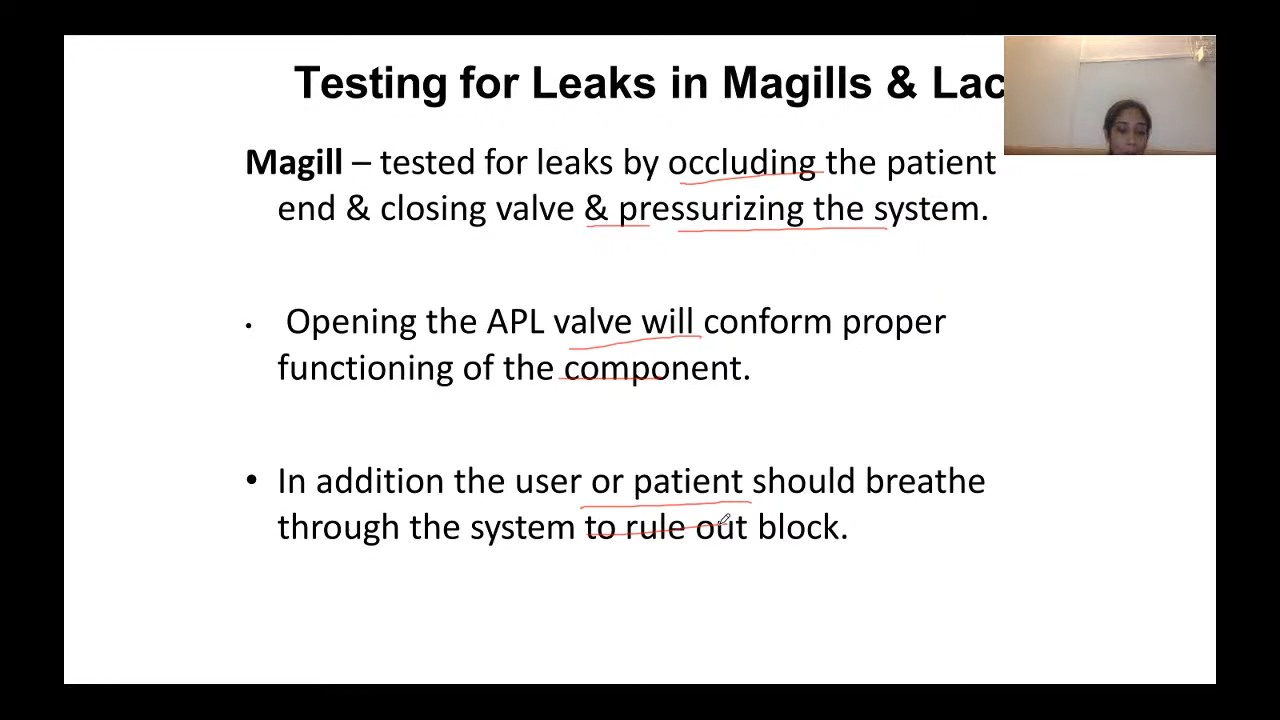 Testing for Leaks in Magills & Lac
Magill – tested for leaks by occluding the patient
end & closing valve & pressurizing the system.
• Opening the APL valve will conform proper
functioning of the component.
• In addition the user or patient should breathe
through the system to rule out block.